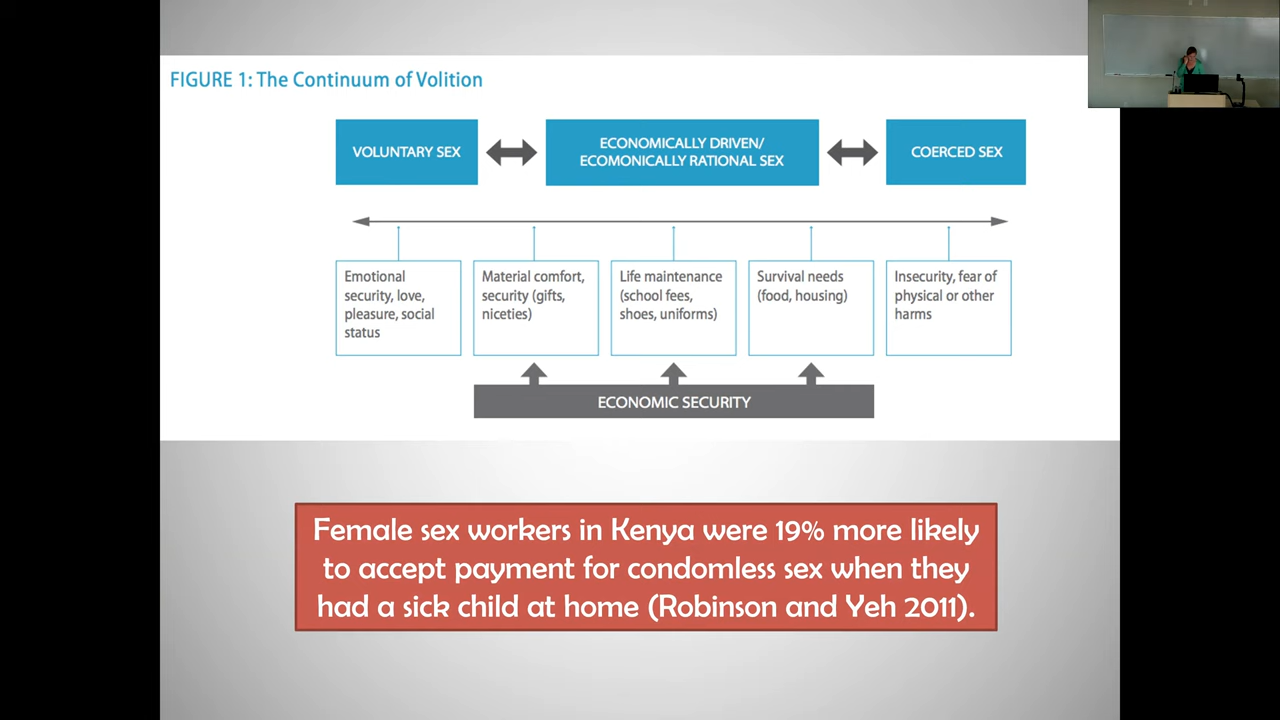 FIGURE 1: The Continuum of Volition
VOLUNTARY SEX
ECONOMICALLY DRIVEN/
ECOMONICALLY RATIONAL SEX
COERCED SEX
Emotional
security, love,
pleasure, social
status
Material comfort,
security (gifts,
niceties)
Life maintenance
(school fees,
shoes, uniforms)
Survival needs
(food, housing)
Insecurity, fear of
physical or other
harms
ECONOMIC SECURITY
Female sex workers in Kenya were 19% more likely
to accept payment for condomless sex when they
had a sick child at home (Robinson and Yeh 2011).